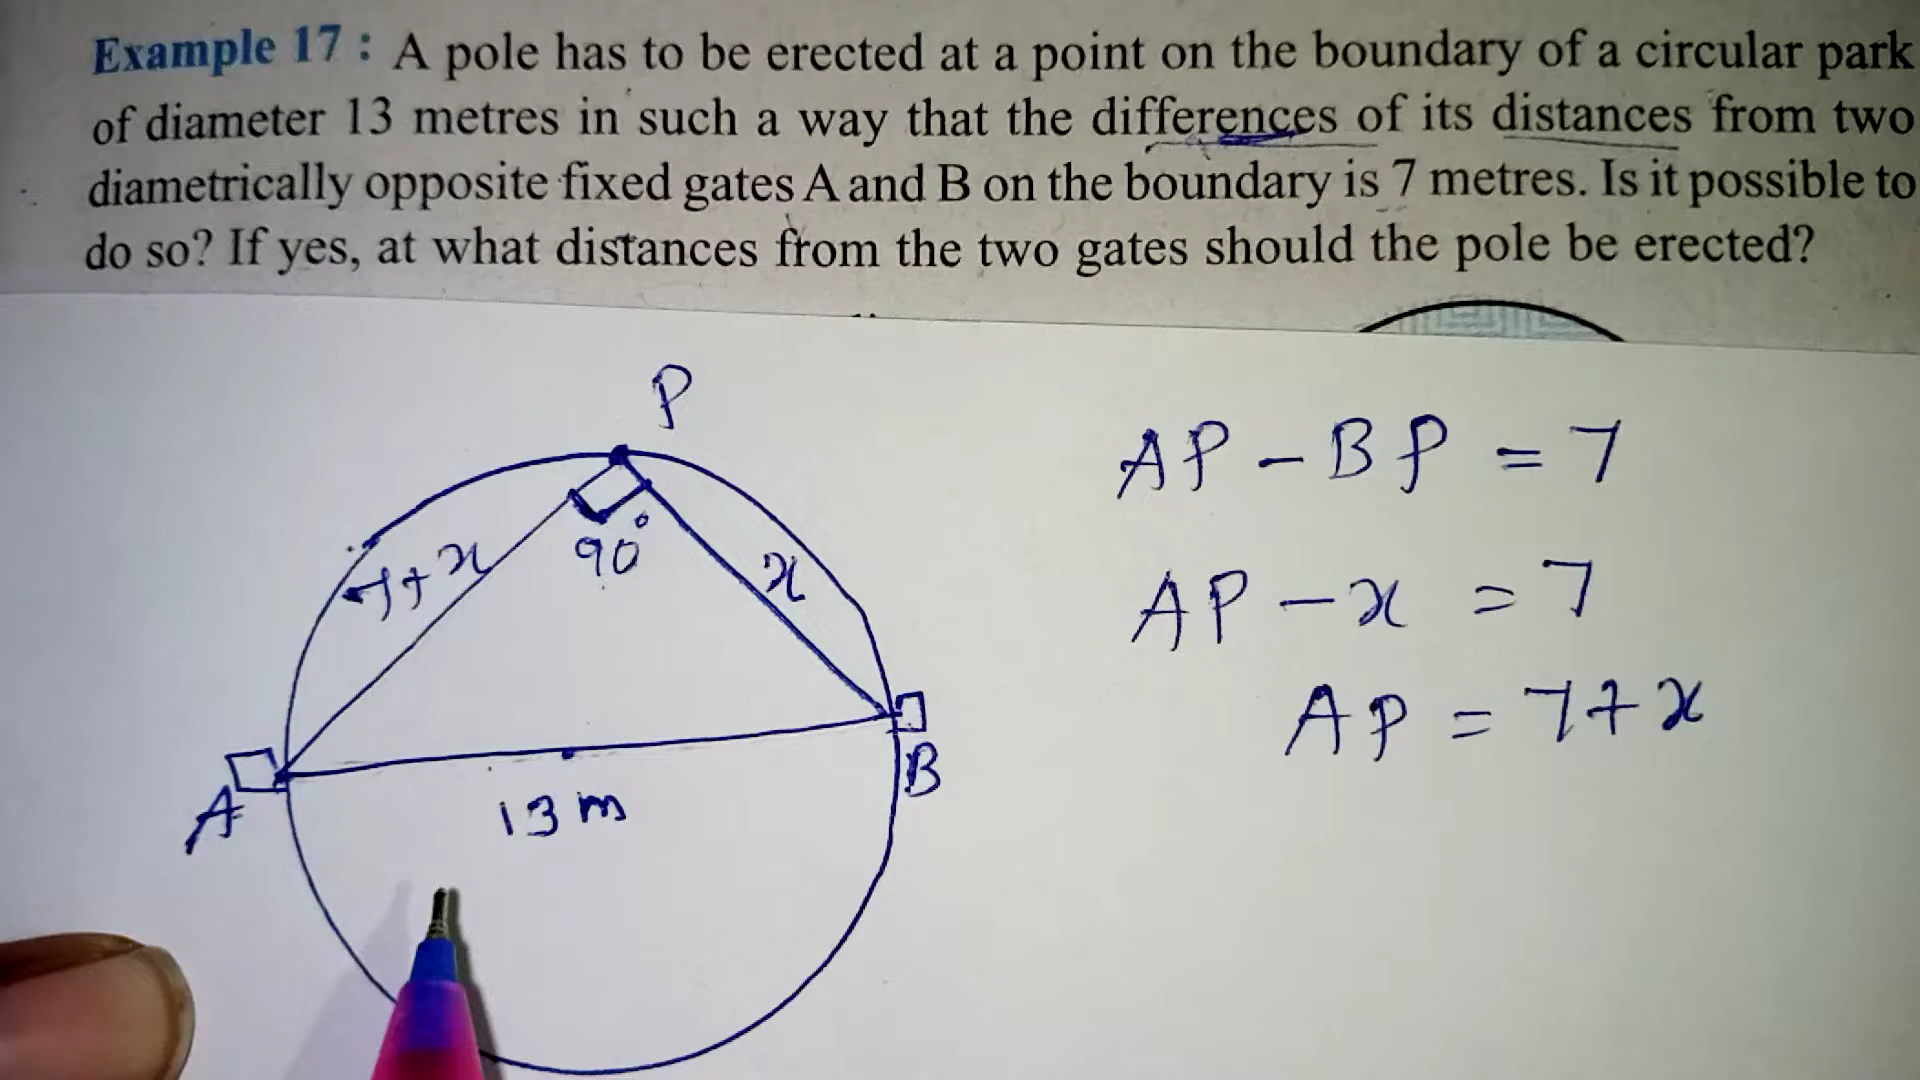 Example 17 : A pole has to be erected at a point on the boundary of a circular park
of diameter 13 metres in such a way that the differences of its distances from two
diametrically opposite fixed gates A and B on the boundary is 7 metres. Is it possible to
do so? If yes, at what distances from the two gates should the pole be erected?
P
7+x
90°
x
A
B
13 m
AP - BP = 7
AP - x = 7
AP = 7+x